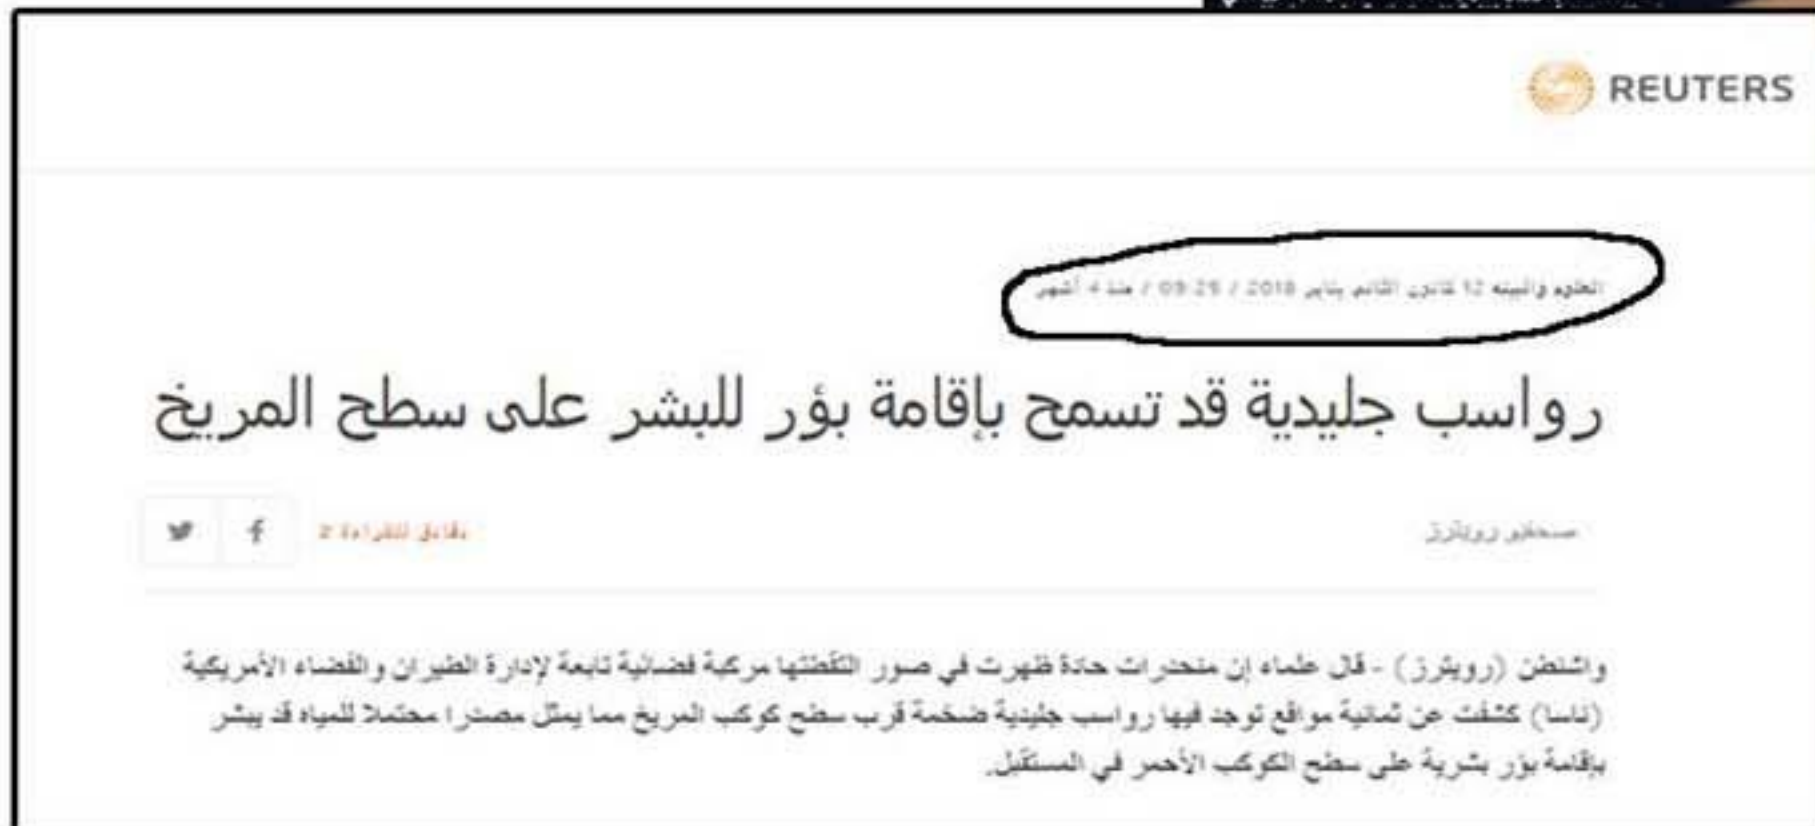 REUTERS
العلوم والبيئة 12 كانون الثاني يناير 2018 / 09:26 / منذ 4 أشهر
رواسب جليدية قد تسمح بإقامة بؤر للبشر على سطح المريخ
صحفيو رويترز
2 دقائق للقراءة
واشنطن (رويترز) - قال علماء إن منحدرات حادة ظهرت في صور التقطتها مركبة فضائية تابعة لإدارة الطيران والفضاء الأمريكية
(ناسا) كشفت عن ثمانية مواقع توجد فيها رواسب جليدية ضخمة قرب سطح كوكب المريخ مما يمثل مصدرا محتملا للمياه قد يبشر
بإقامة بؤر بشرية على سطح الكوكب الأحمر في المستقبل.